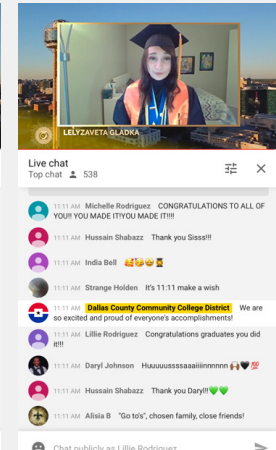 LELYZAVETA GLADKA
Live chat
Top chat 538
11:11 AM Michelle Rodriguez CONGRATULATIONS TO ALL OF
YOU!! YOU MADE IT!YOU MADE IT!!!!
11:11 AM Hussain Shabazz Thank you Sisss!!!
11:11 AM India Bell
11:11 AM Strange Holden It's 11:11 make a wish
11:11 AM Dallas County Community College District We are
so excited and proud of everyone's accomplishments!
11:11 AM Lillie Rodriguez Congratulations graduates you did
it!!!
11:11 AM Daryl Johnson Huuuuussssaaaiiiinnnnnn
11:11 AM Hussain Shabazz Thank you Daryl!!
11:11 AM Alisia B "Go to's", chosen family, close friends!
Chat publicly as Lillie Rodriguez